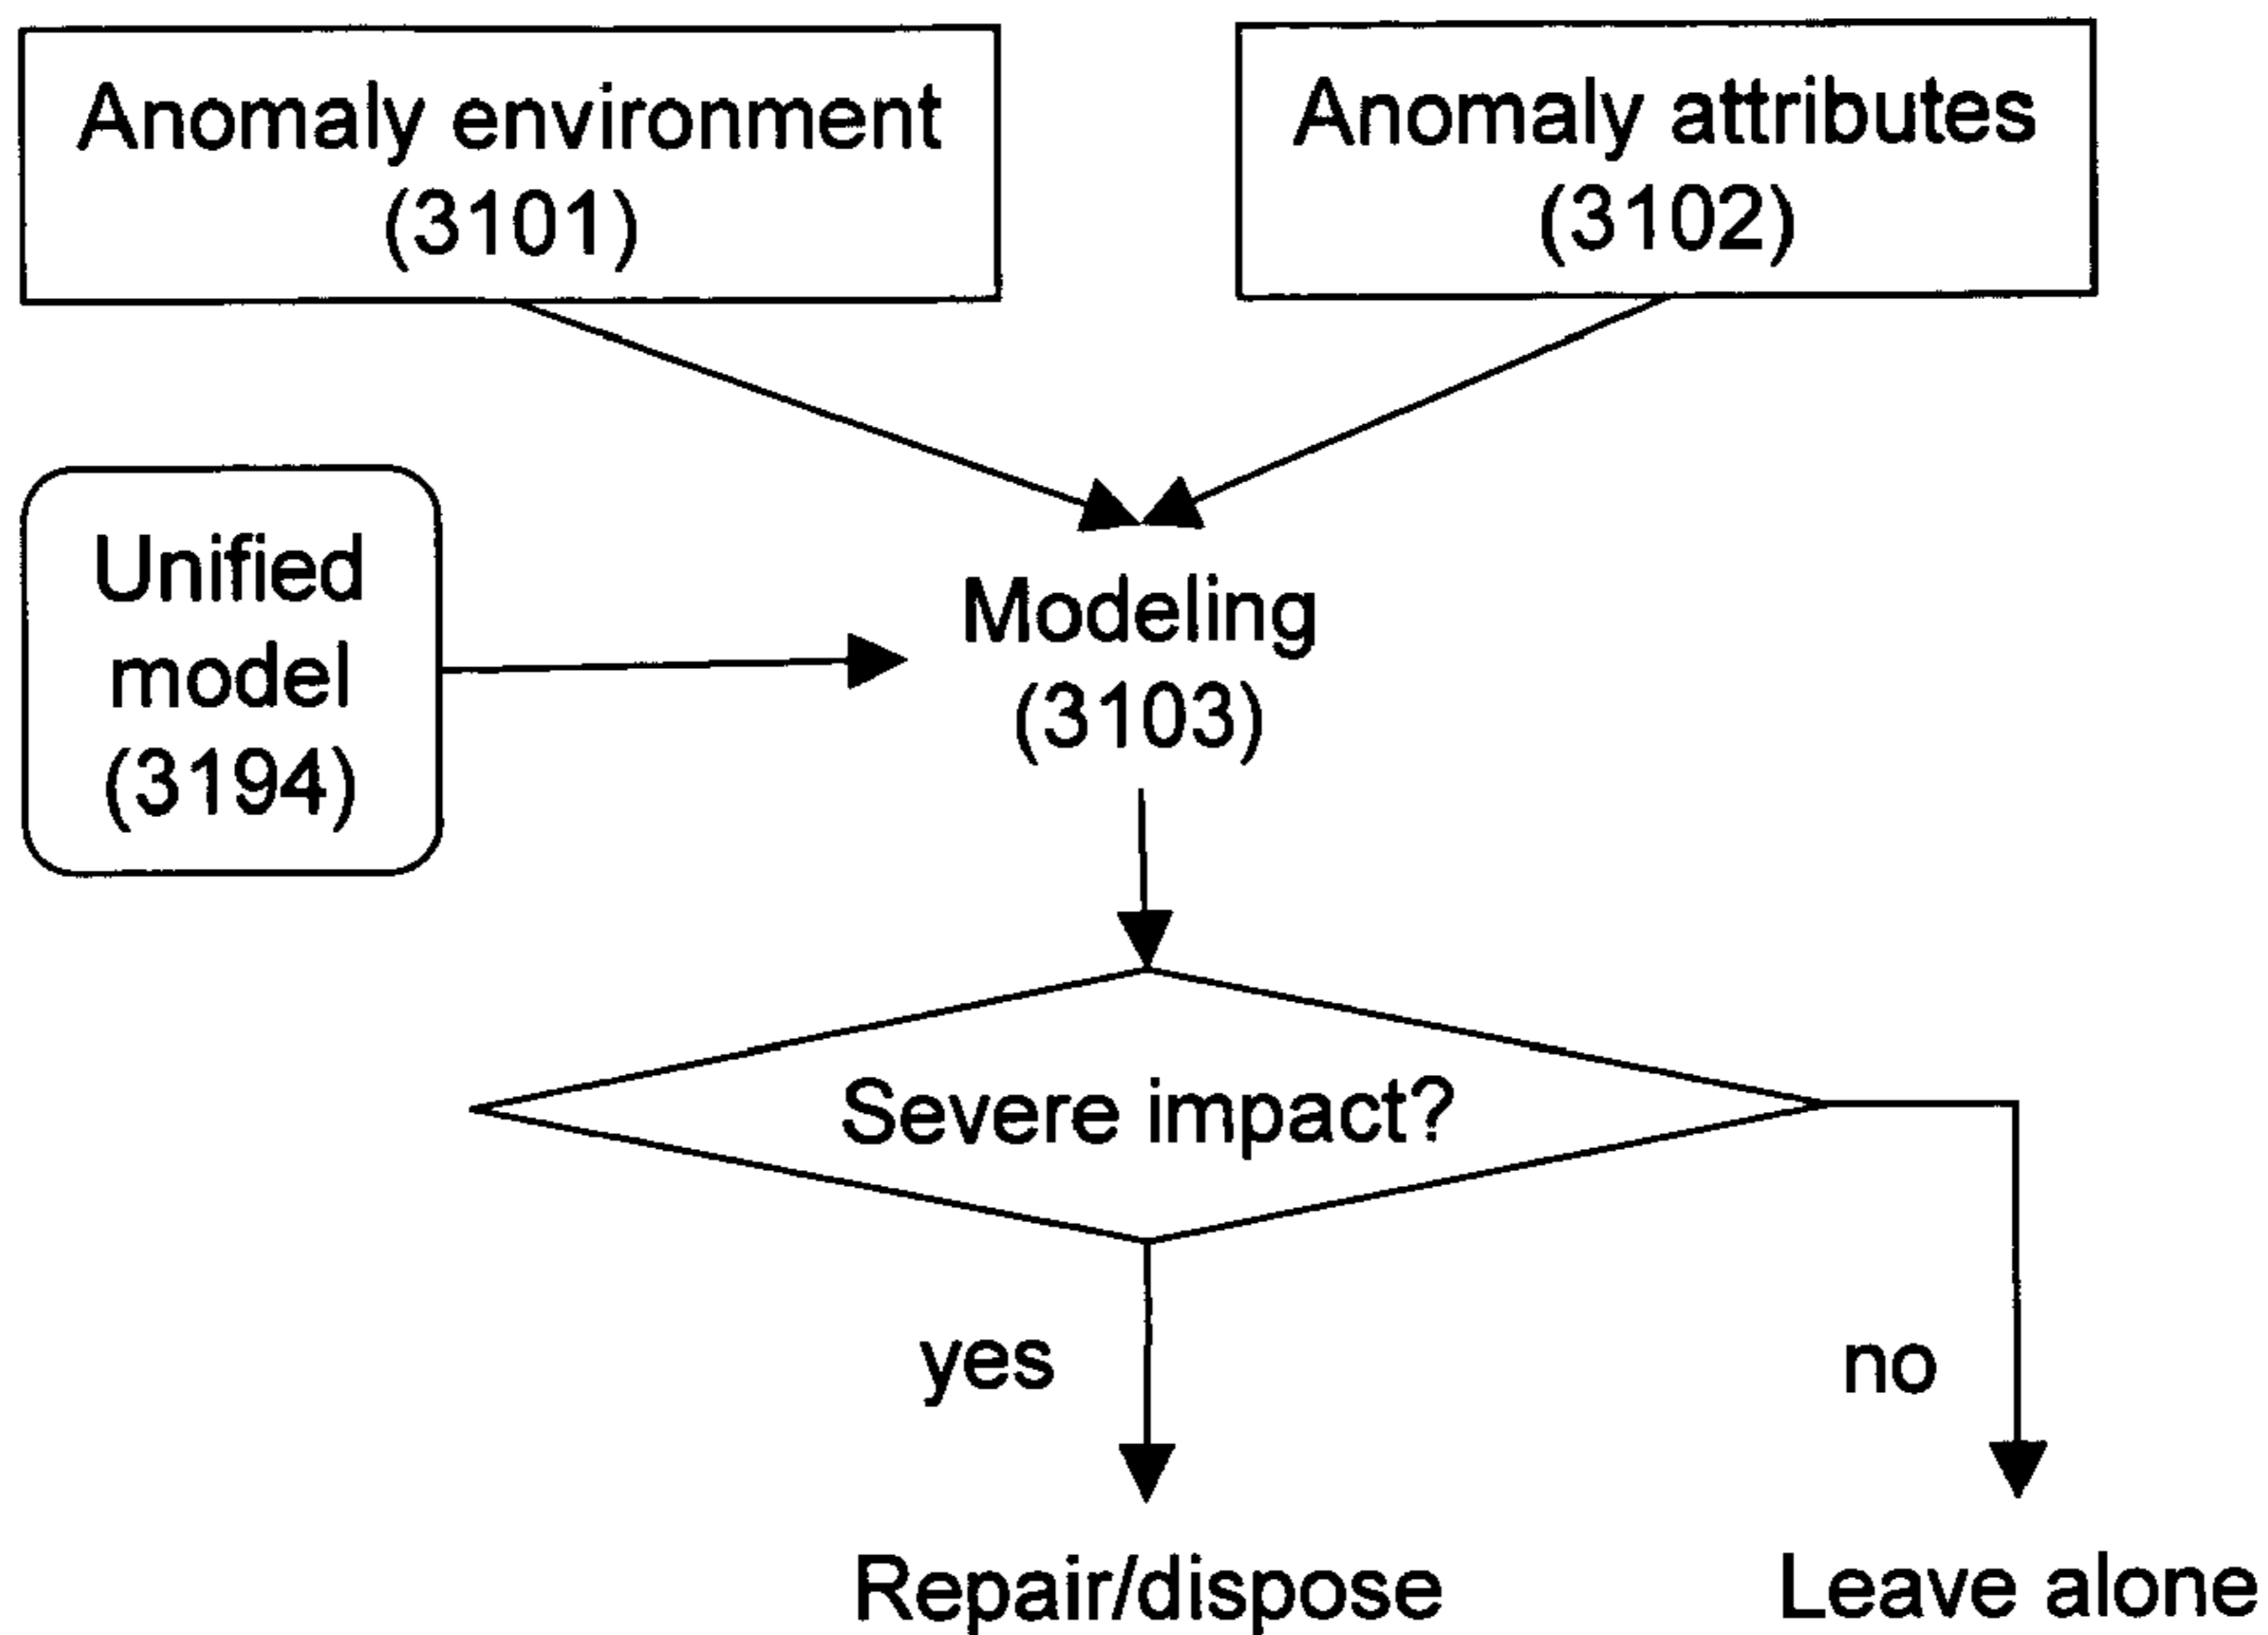 Anomaly environment
(3101)
Anomaly attributes
(3102)
Unified
model
(3194)
Modeling
(3103)
Severe impact?
yes
no
Repair/dispose
Leave alone